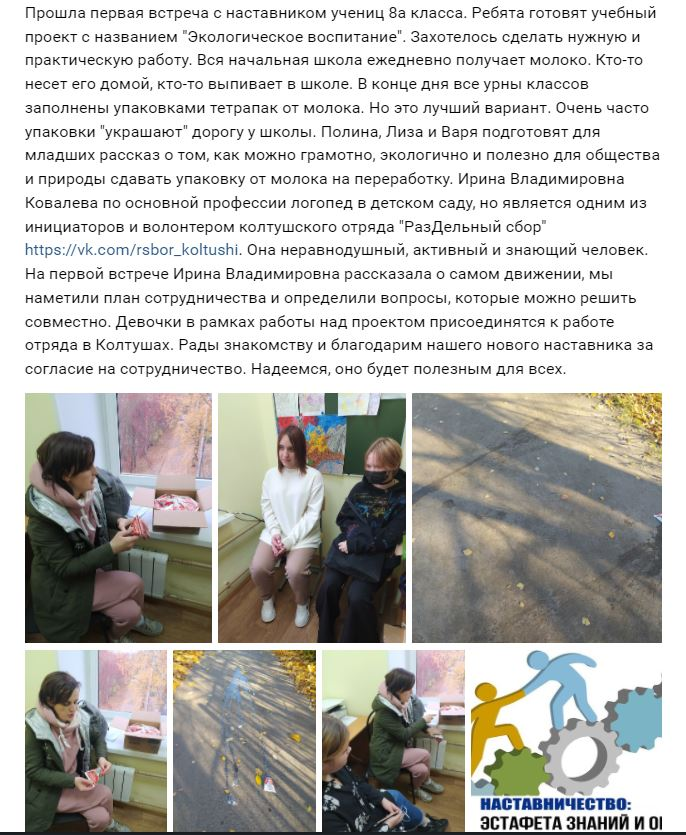 Прошла первая встреча с наставником учениц 8а класса. Ребята готовят учебный
проект с названием "Экологическое воспитание". Захотелось сделать нужную и
практическую работу. Вся начальная школа ежедневно получает молоко. Кто-то
несет его домой, кто-то выпивает в школе. В конце дня все урны классов
заполнены упаковками тетрапак от молока. Но это лучший вариант. Очень часто
упаковки "украшают" дорогу у школы. Полина, Лиза и Варя подготовят для
младших рассказ о том, как можно грамотно, экологично и полезно для общества
и природы сдавать упаковку от молока на переработку. Ирина Владимировна
Ковалева по основной профессии логопед в детском саду, но является одним из
инициаторов и волонтером колтушского отряда "РазДельный сбор"
https://vk.com/rsbor_koltushi. Она неравнодушный, активный и знающий человек.
На первой встрече Ирина Владимировна рассказала о самом движении, мы
наметили план сотрудничества и определили вопросы, которые можно решить
совместно. Девочки в рамках работы над проектом присоединятся к работе
отряда в Колтушах. Рады знакомству и благодарим нашего нового наставника за
согласие на сотрудничество. Надеемся, оно будет полезным для всех.
НАСТАВНИЧЕСТВО:
ЭСТАФЕТА ЗНАНИЙ И